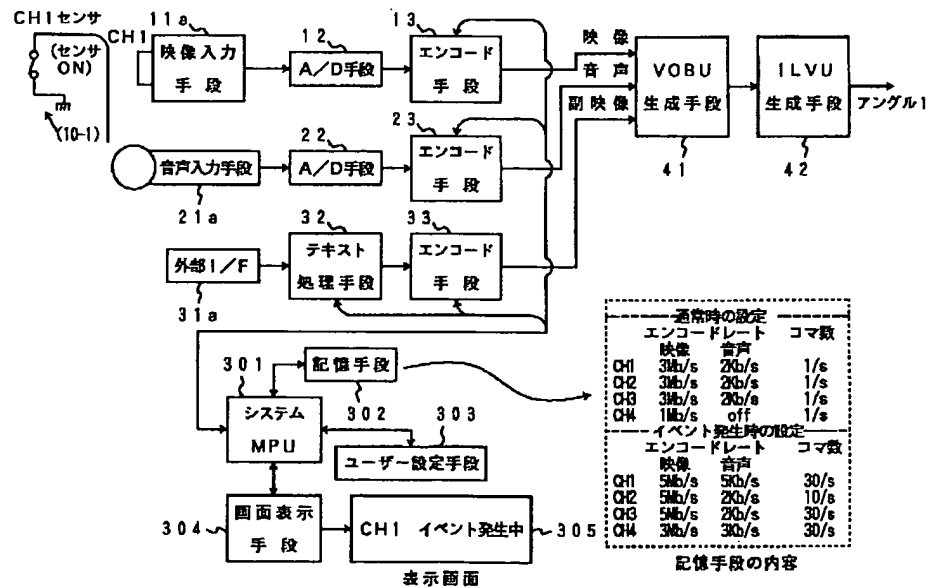 CH1センサ
(センサ
ON)
(10-1)
CH1
11a
映像入力
手段
12
A/D手段
13
エンコード
手段
映像
音声
副映像
VOBU
生成手段
41
ILVU
生成手段
42
アングル1
音声入力手段
21a
22
A/D手段
23
エンコード
手段
外部I/F
31a
32
テキスト
処理手段
33
エンコード
手段
301
システム
MPU
記憶手段
302
303
ユーザー設定手段
304
画面表示
手段
CH1 イベント発生中
305
表示画面
通常時の設定
エンコードレート コマ数
映像 音声
CH1 3Mb/s 2Kb/s 1/s
CH2 3Mb/s 2Kb/s 1/s
CH3 3Mb/s 2Kb/s 1/s
CH4 1Mb/s off 1/s
イベント発生時の設定
エンコードレート コマ数
映像 音声
CH1 5Mb/s 5Kb/s 30/s
CH2 5Mb/s 2Kb/s 10/s
CH3 5Mb/s 2Kb/s 30/s
CH4 3Mb/s 3Kb/s 30/s
記憶手段の内容